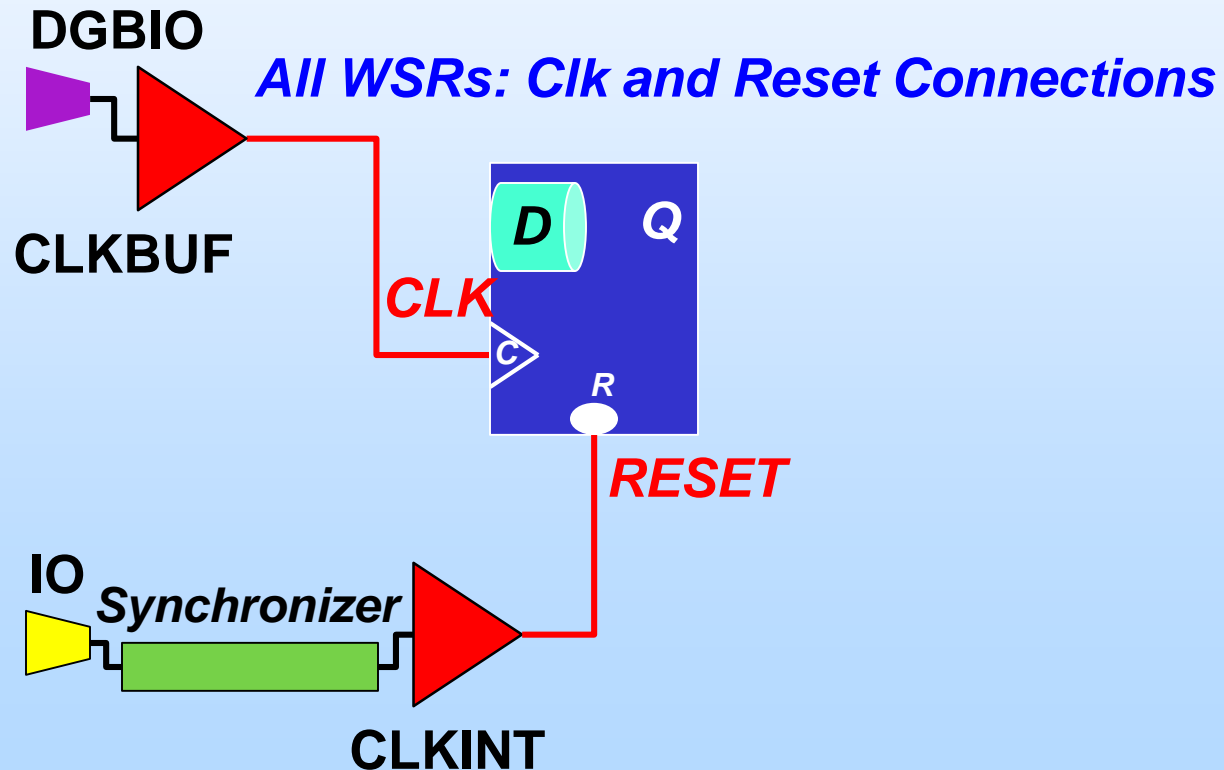 DGBIO
All WSRs: Clk and Reset Connections
CLKBUF
D
Q
CLK
C
R
RESET
IO
Synchronizer
CLKINT